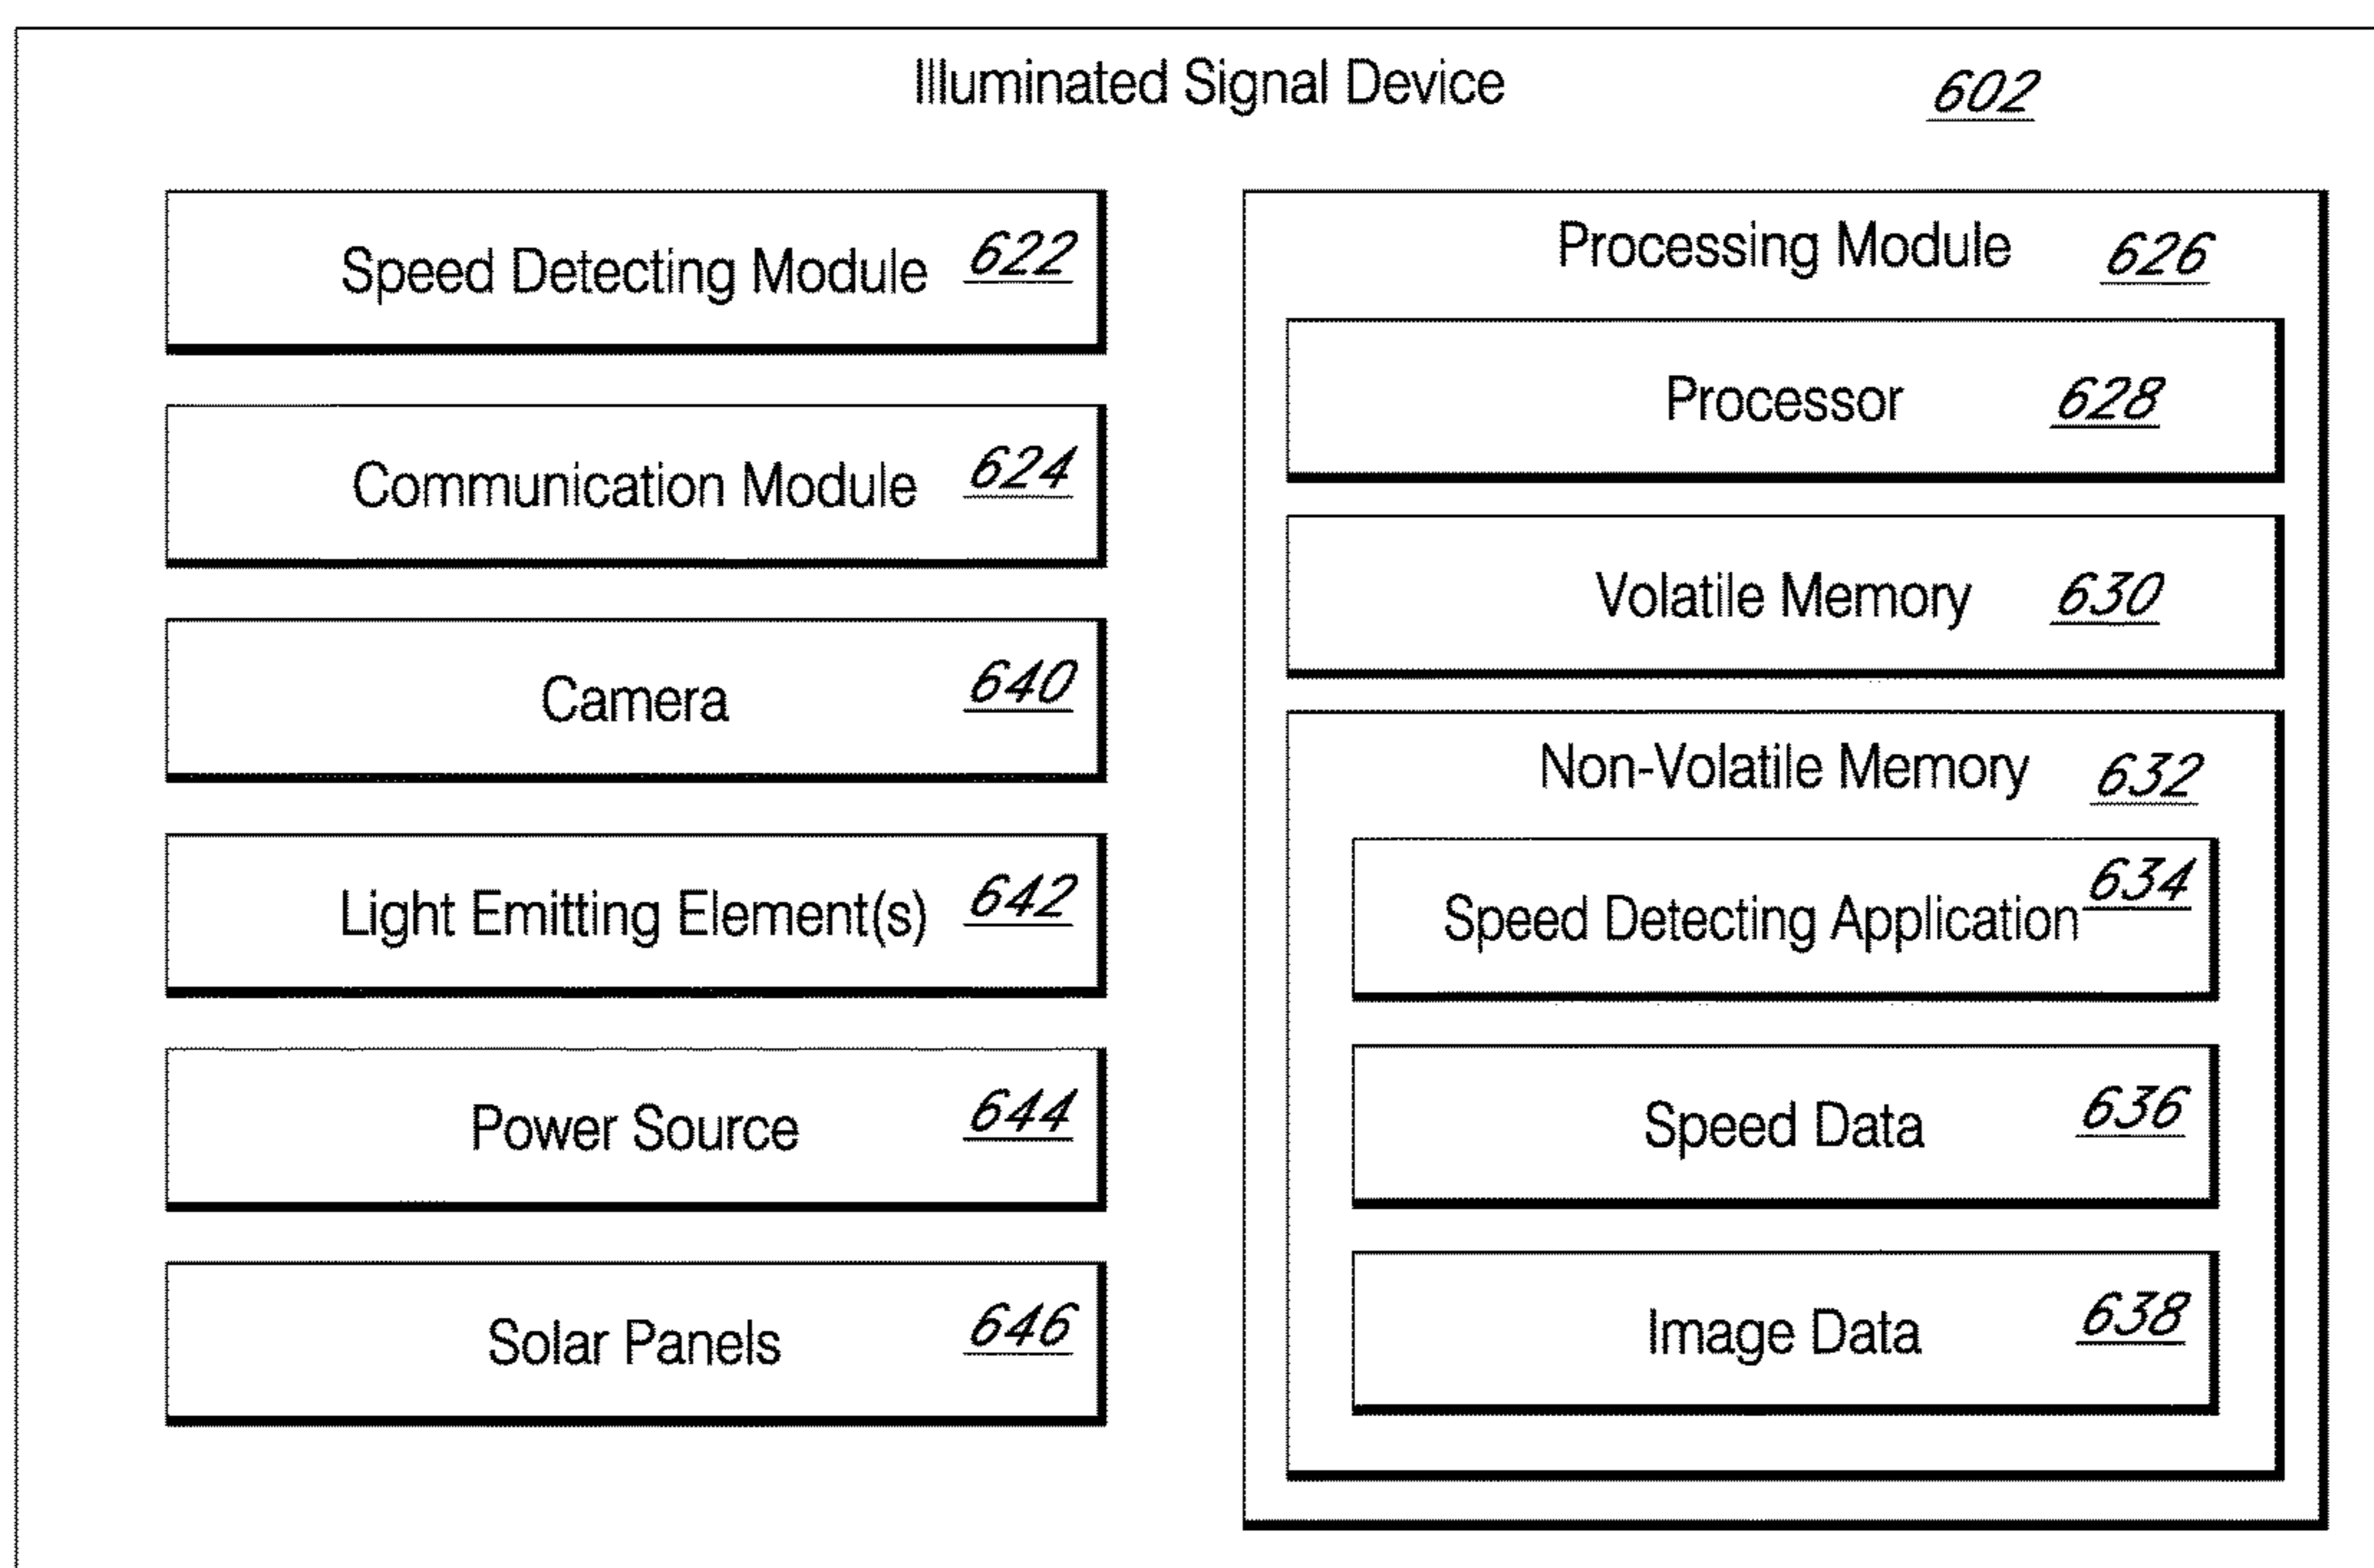 Illuminated Signal Device 602
Speed Detecting Module 622
Communication Module 624
Camera 640
Light Emitting Element(s) 642
Power Source 644
Solar Panels 646
Processing Module 626
Processor 628
Volatile Memory 630
Non-Volatile Memory 632
Speed Detecting Application 634
Speed Data 636
Image Data 638